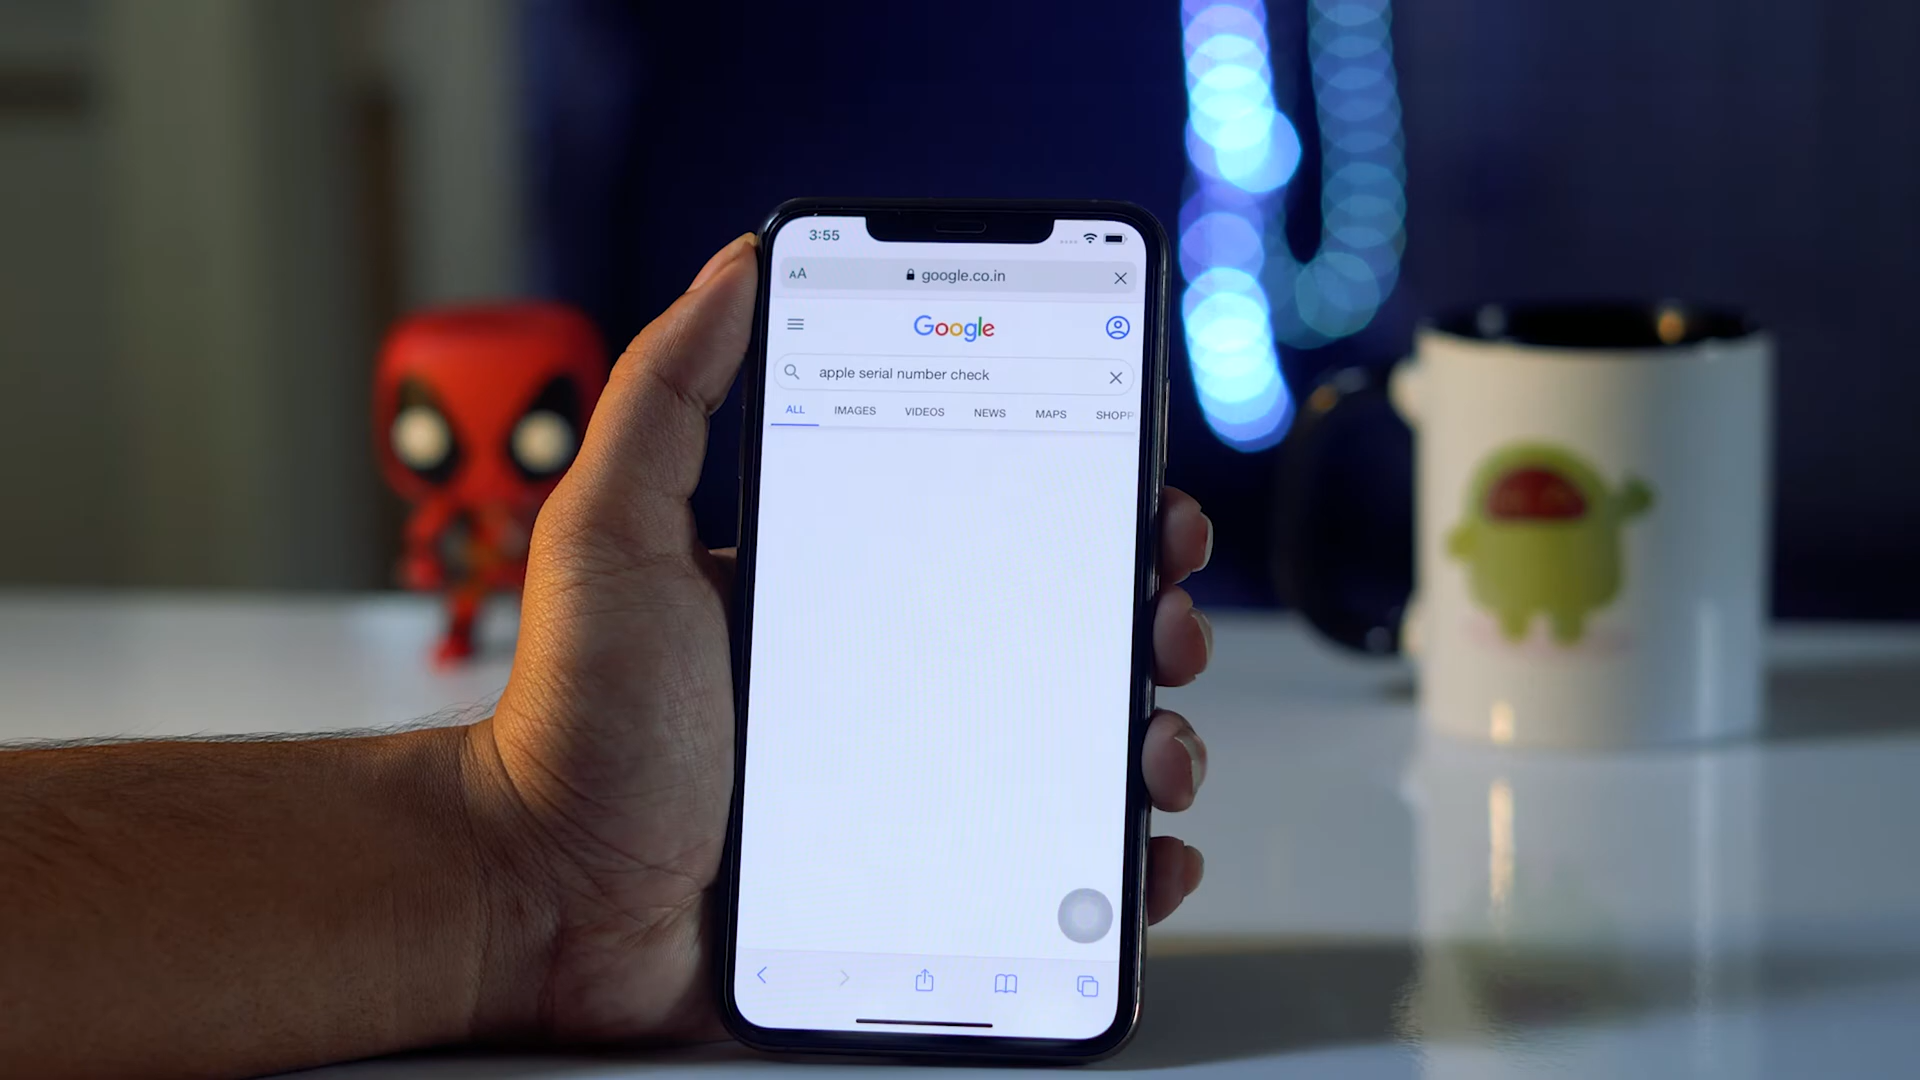 3:55
AA google.co.in
Google
apple serial number check
ALL IMAGES VIDEOS NEWS MAPS SHOPP